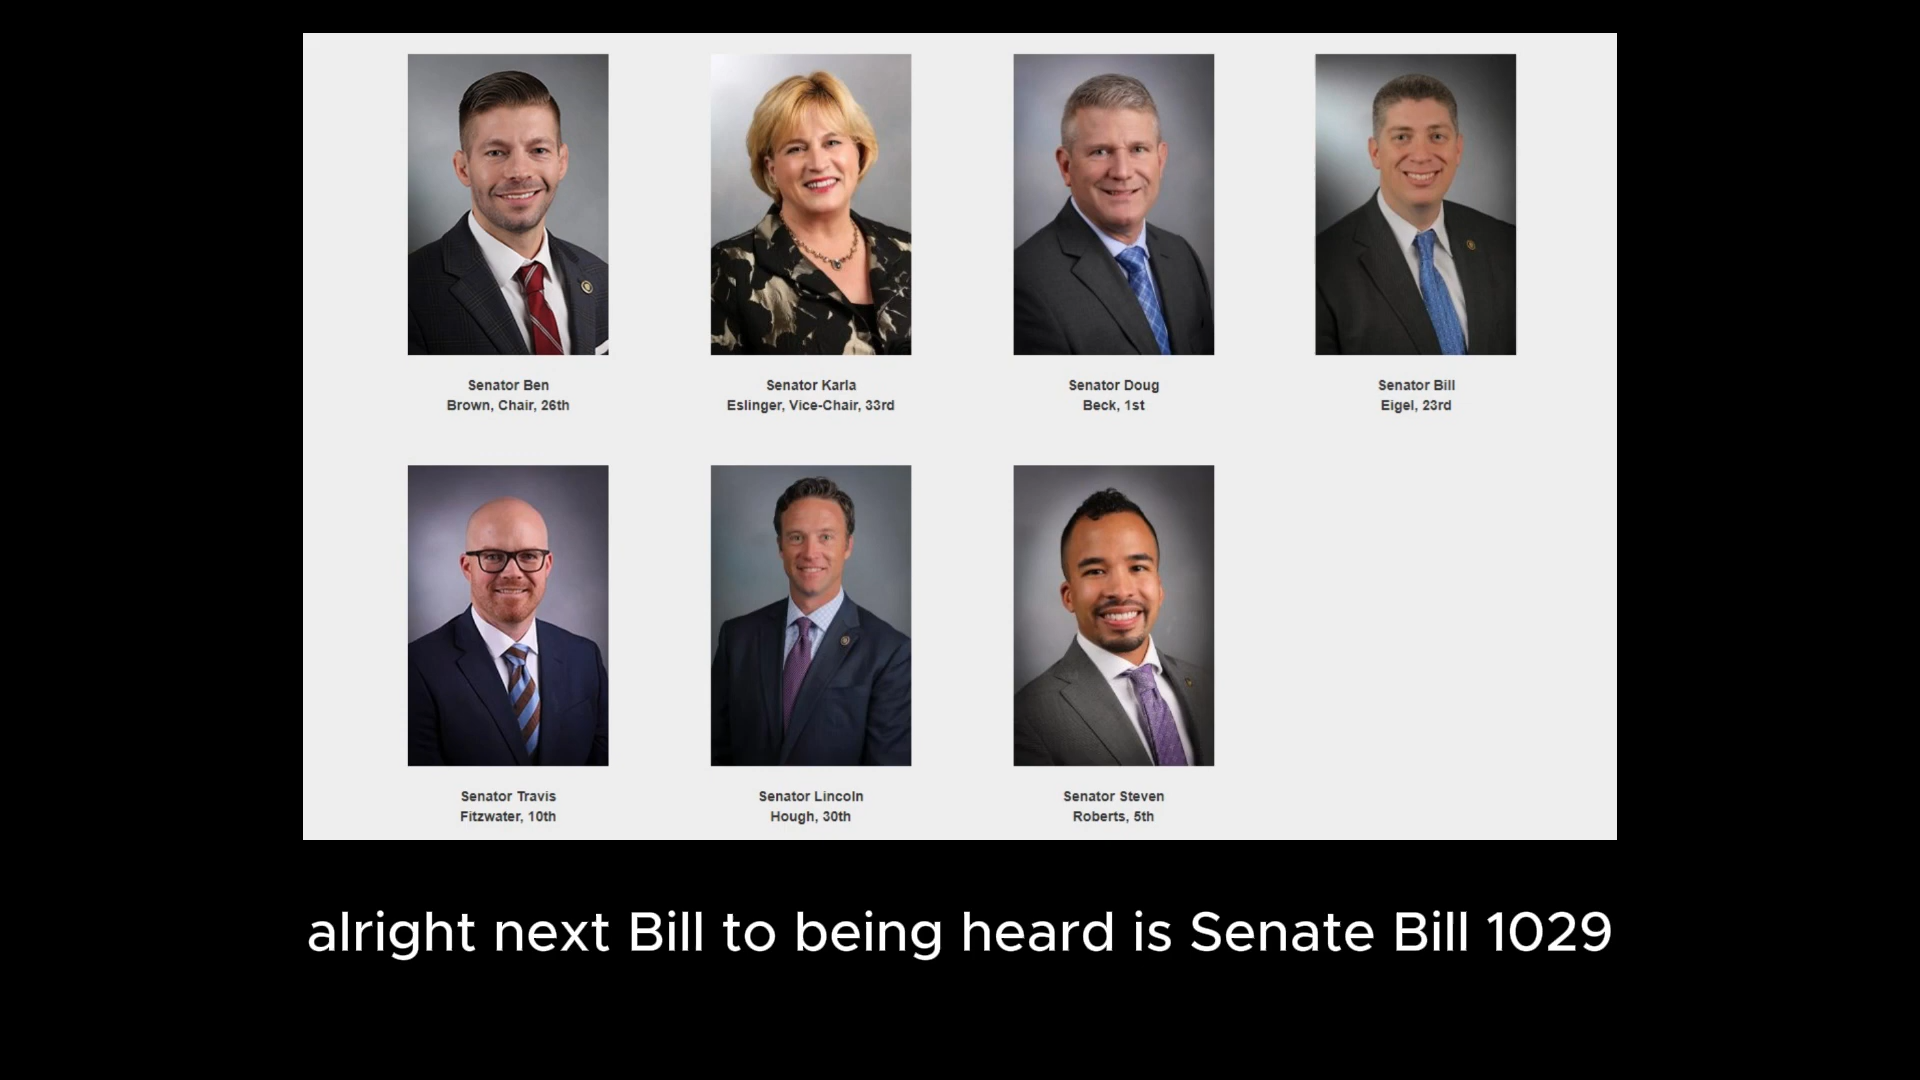 Senator Ben
Brown, Chair, 26th
Senator Karla
Eslinger, Vice-Chair, 33rd
Senator Doug
Beck, 1st
Senator Bill
Eigel, 23rd
Senator Travis
Fitzwater, 10th
Senator Lincoln
Hough, 30th
Senator Steven
Roberts, 5th
alright next Bill to being heard is Senate Bill 1029